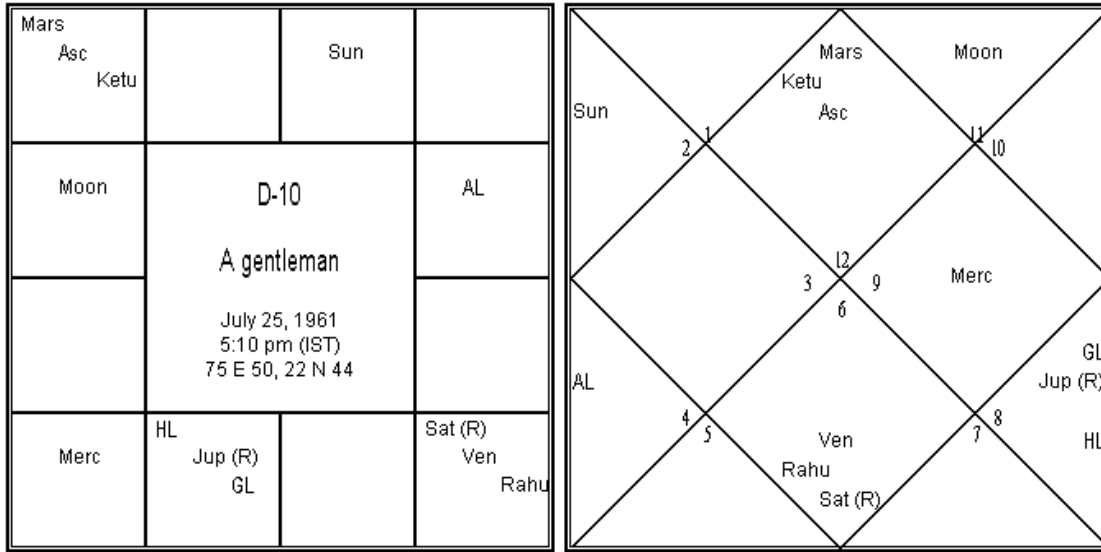 Mars
Asc
Ketu
Sun
Moon
D-10
A gentleman
July 25, 1961
5:10 pm (IST)
75 E 50, 22 N 44
AL
Merc
HL
Jup (R)
GL
Sat (R)
Ven
Rahu
Mars
Moon
Ketu
Sun
Asc
1
11
2
10
12
3
9
Merc
6
GL
AL
Jup (R)
4
8
5
7
HL
Ven
Rahu
Sat (R)